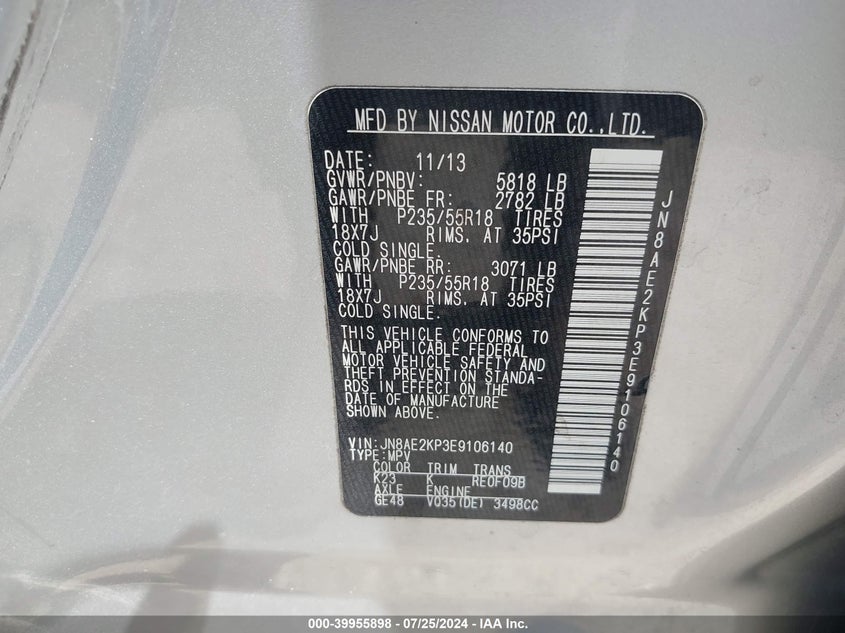 MFD BY NISSAN MOTOR CO.,LTD.
DATE: 11/13
GVWR/PNBV: 5818 LB
GAWR/PNBE FR: 2782 LB
WITH P235/55R18 TIRES
18X7J RIMS. AT 35PSI
COLD SINGLE.
GAWR/PNBE RR: 3071 LB
WITH P235/55R18 TIRES
18X7J RIMS. AT 35PSI
COLD SINGLE.
THIS VEHICLE CONFORMS TO
ALL APPLICABLE FEDERAL
MOTOR VEHICLE SAFETY AND
THEFT PREVENTION STANDA-
RDS IN EFFECT ON THE
DATE OF MANUFACTURE
SHOWN ABOVE.
VIN:JN8AE2KP3E9106140
TYPE:MPV
COLOR TRIM TRANS
K23 K RE0F09B
AXLE ENGINE
GE48 VQ35(DE) 3498CC
JN8AE2KP3E9106140
000-39955898 - 07/25/2024 - IAA Inc.